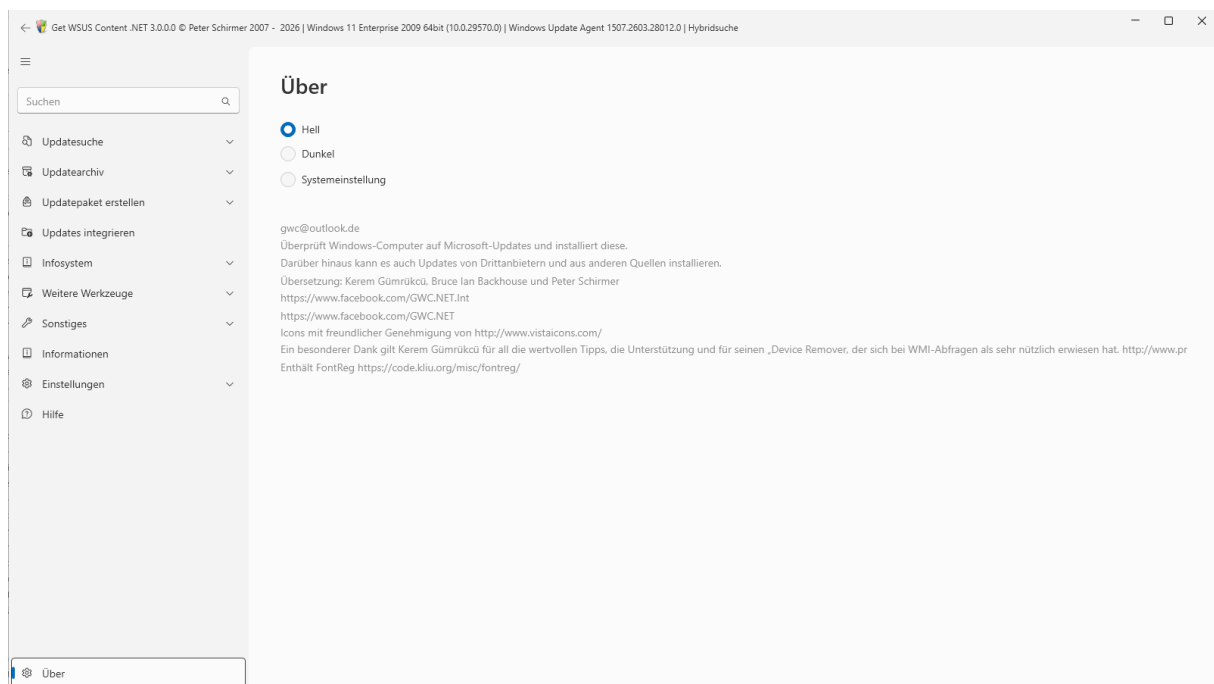 Get WSUS Content .NET 3.0.0.0 © Peter Schirmer 2007 - 2026 | Windows 11 Enterprise 2009 64bit (10.0.29570.0) | Windows Update Agent 1507.2603.28012.0 | Hybridsuche
Suchen
Updatesuche
Updatearchiv
Updatepaket erstellen
Updates integrieren
Infosystem
Weitere Werkzeuge
Sonstiges
Informationen
Einstellungen
Hilfe
Über
Über
Hell
Dunkel
Systemeinstellung
gwc@outlook.de
Überprüft Windows-Computer auf Microsoft-Updates und installiert diese.
Darüber hinaus kann es auch Updates von Drittanbietern und aus anderen Quellen installieren.
Übersetzung: Kerem Gümrükcü, Bruce Ian Backhouse und Peter Schirmer
https://www.facebook.com/GWC.NET.Int
https://www.facebook.com/GWC.NET
Icons mit freundlicher Genehmigung von http://www.vistaicons.com/
Ein besonderer Dank gilt Kerem Gümrükcü für all die wertvollen Tipps, die Unterstützung und für seinen „Device Remover, der sich bei WMI-Abfragen als sehr nützlich erwiesen hat. http://www.pr
Enthält FontReg https://code.kliu.org/misc/fontreg/